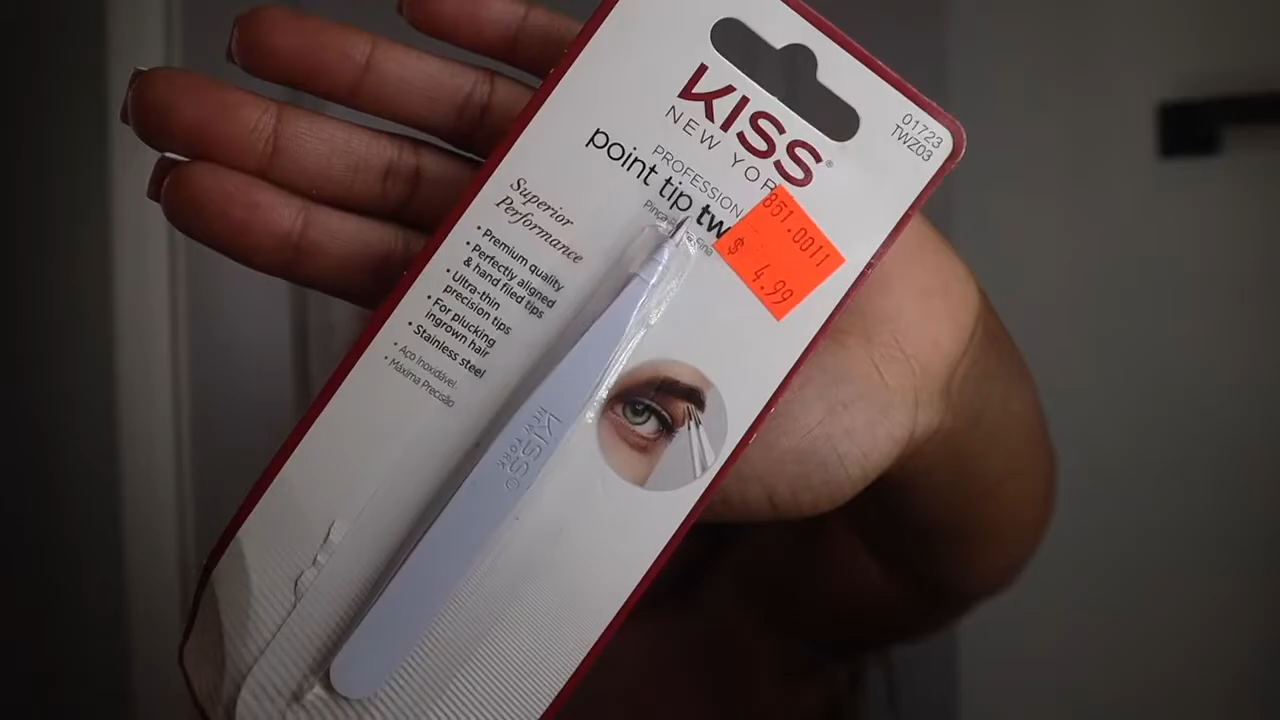 KISS®
NEW YOR
PROFESSION
point tip tw
01723
TWZ03
851.0011
$ 4.99
Superior
Performance
• Premium quality
• Perfectly aligned
& hand filed tips
• Ultra-thin
precision tips
• For plucking
ingrown hair
• Stainless steel
• Aço Inoxidável
• Máxima Precisão
KISS®
NEW YORK